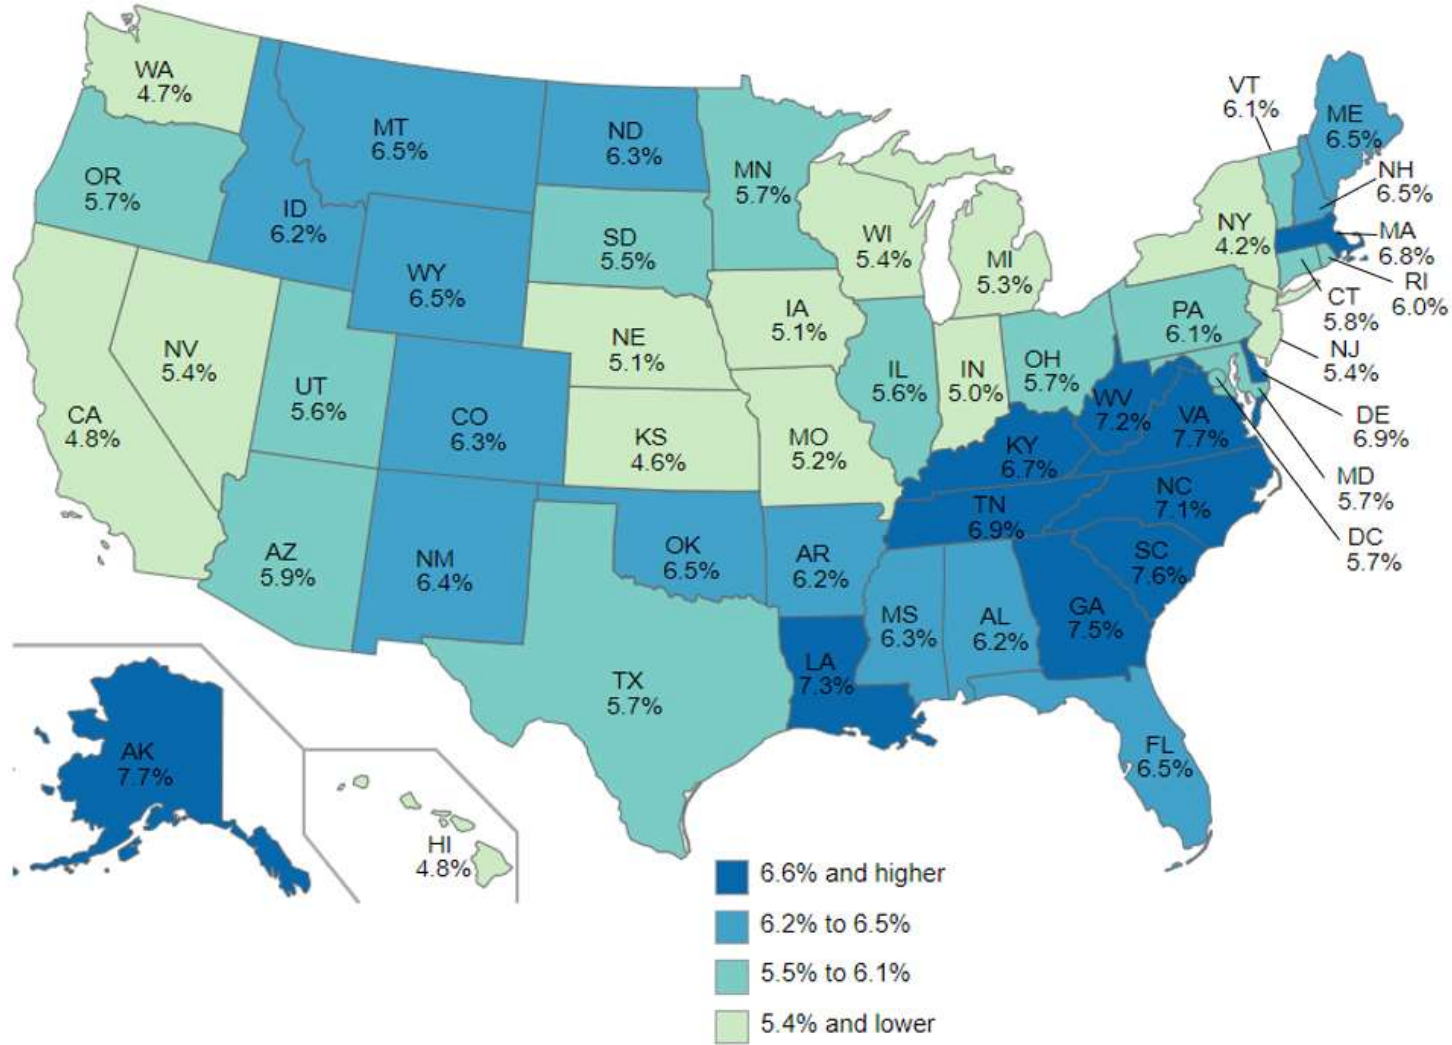 WA
4.7%
MT
6.5%
ND
6.3%
MN
5.7%
VT
6.1%
ME
6.5%
OR
5.7%
ID
6.2%
NH
6.5%
WY
6.5%
SD
5.5%
WI
5.4%
MI
5.3%
NY
4.2%
MA
6.8%
RI
6.0%
CT
5.8%
NV
5.4%
UT
5.6%
CO
6.3%
NE
5.1%
IA
5.1%
IL
5.6%
IN
5.0%
OH
5.7%
PA
6.1%
NJ
5.4%
CA
4.8%
KS
4.6%
MO
5.2%
KY
6.7%
WV
7.2%
VA
7.7%
DE
6.9%
MD
5.7%
DC
5.7%
AZ
5.9%
NM
6.4%
OK
6.5%
AR
6.2%
TN
6.9%
NC
7.1%
SC
7.6%
MS
6.3%
AL
6.2%
GA
7.5%
TX
5.7%
LA
7.3%
FL
6.5%
AK
7.7%
HI
4.8%
6.6% and higher
6.2% to 6.5%
5.5% to 6.1%
5.4% and lower